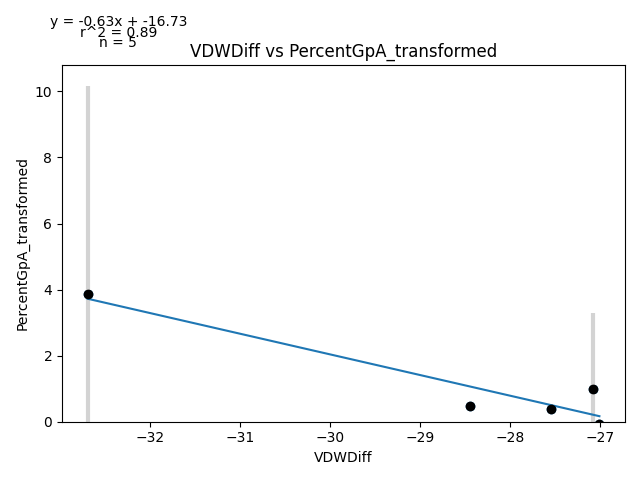 y = -0.63x + -16.73
r^2 = 0.89
n = 5
VDWDiff vs PercentGpA_transformed
PercentGpA_transformed
10
8
6
4
2
0
−32
−31
−30
−29
−28
−27
VDWDiff